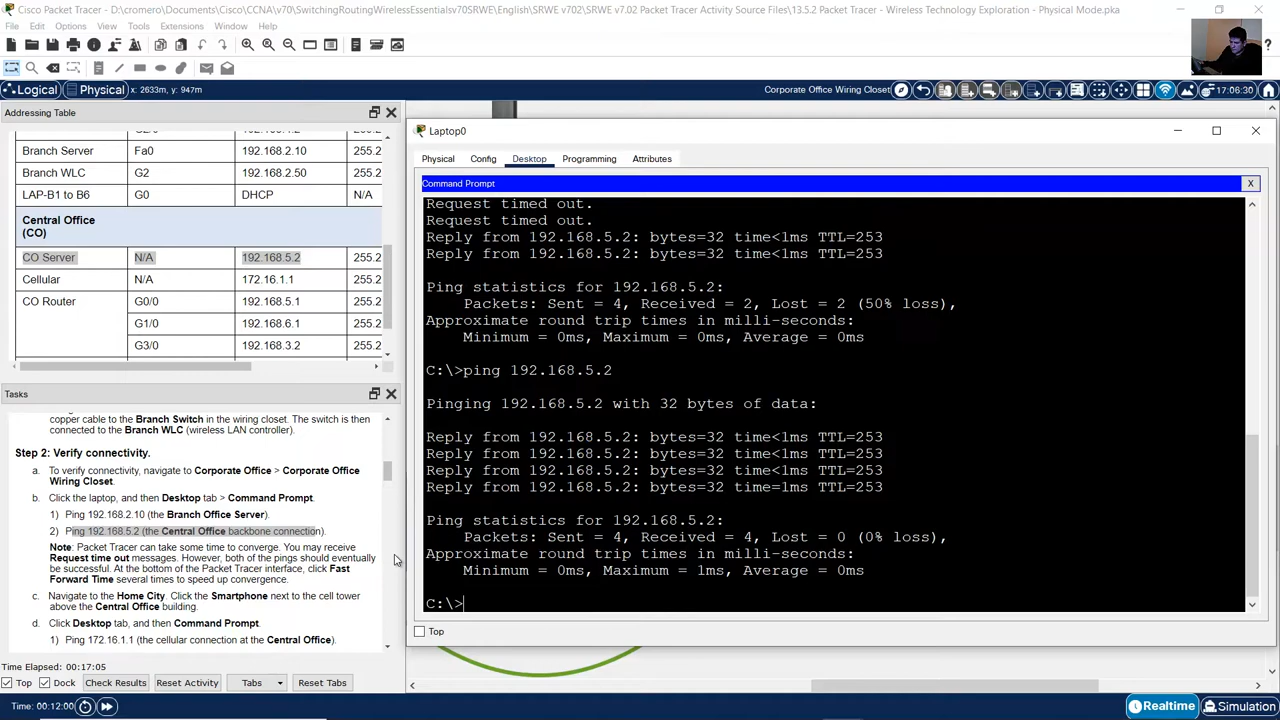 Cisco Packet Tracer - D:\cromero\Documents\Cisco\CCNA\v70\SwitchingRoutingWirelessEssentialsv70SRWE\English\SRWE v702\SRWE v7.02 Packet Tracer Activity Source Files\13.5.2 Packet Tracer - Wireless Technology Exploration - Physical Mode.pka
File Edit Options View Tools Extensions Window Help
Logical Physical x: 2633m, y: 947m Corporate Office Wiring Closet 17:06:30
Addressing Table
Branch Server Fa0 192.168.2.10 255.2
Branch WLC G2 192.168.2.50 255.2
LAP-B1 to B6 G0 DHCP N/A
Central Office
(CO)
CO Server N/A 192.168.5.2 255.2
Cellular N/A 172.16.1.1 255.2
CO Router G0/0 192.168.5.1 255.2
G1/0 192.168.6.1 255.2
G3/0 192.168.3.2 255.2
Tasks
copper cable to the Branch Switch in the wiring closet. The switch is then
connected to the Branch WLC (wireless LAN controller).
Step 2: Verify connectivity.
a. To verify connectivity, navigate to Corporate Office > Corporate Office
Wiring Closet.
b. Click the laptop, and then Desktop tab > Command Prompt.
1) Ping 192.168.2.10 (the Branch Office Server).
2) Ping 192.168.5.2 (the Central Office backbone connection).
Note: Packet Tracer can take some time to converge. You may receive
Request time out messages. However, both of the pings should eventually
be successful. At the bottom of the Packet Tracer interface, click Fast
Forward Time several times to speed up convergence.
c. Navigate to the Home City. Click the Smartphone next to the cell tower
above the Central Office building.
d. Click Desktop tab, and then Command Prompt.
1) Ping 172.16.1.1 (the cellular connection at the Central Office).
Time Elapsed: 00:17:05
Top Dock Check Results Reset Activity Tabs Reset Tabs
Time: 00:12:00 Realtime Simulation
Laptop0
Physical Config Desktop Programming Attributes
Command Prompt X
Request timed out.
Request timed out.
Reply from 192.168.5.2: bytes=32 time<1ms TTL=253
Reply from 192.168.5.2: bytes=32 time<1ms TTL=253
Ping statistics for 192.168.5.2:
Packets: Sent = 4, Received = 2, Lost = 2 (50% loss),
Approximate round trip times in milli-seconds:
Minimum = 0ms, Maximum = 0ms, Average = 0ms
C:\>ping 192.168.5.2
Pinging 192.168.5.2 with 32 bytes of data:
Reply from 192.168.5.2: bytes=32 time<1ms TTL=253
Reply from 192.168.5.2: bytes=32 time<1ms TTL=253
Reply from 192.168.5.2: bytes=32 time<1ms TTL=253
Reply from 192.168.5.2: bytes=32 time=1ms TTL=253
Ping statistics for 192.168.5.2:
Packets: Sent = 4, Received = 4, Lost = 0 (0% loss),
Approximate round trip times in milli-seconds:
Minimum = 0ms, Maximum = 1ms, Average = 0ms
C:\>
Top